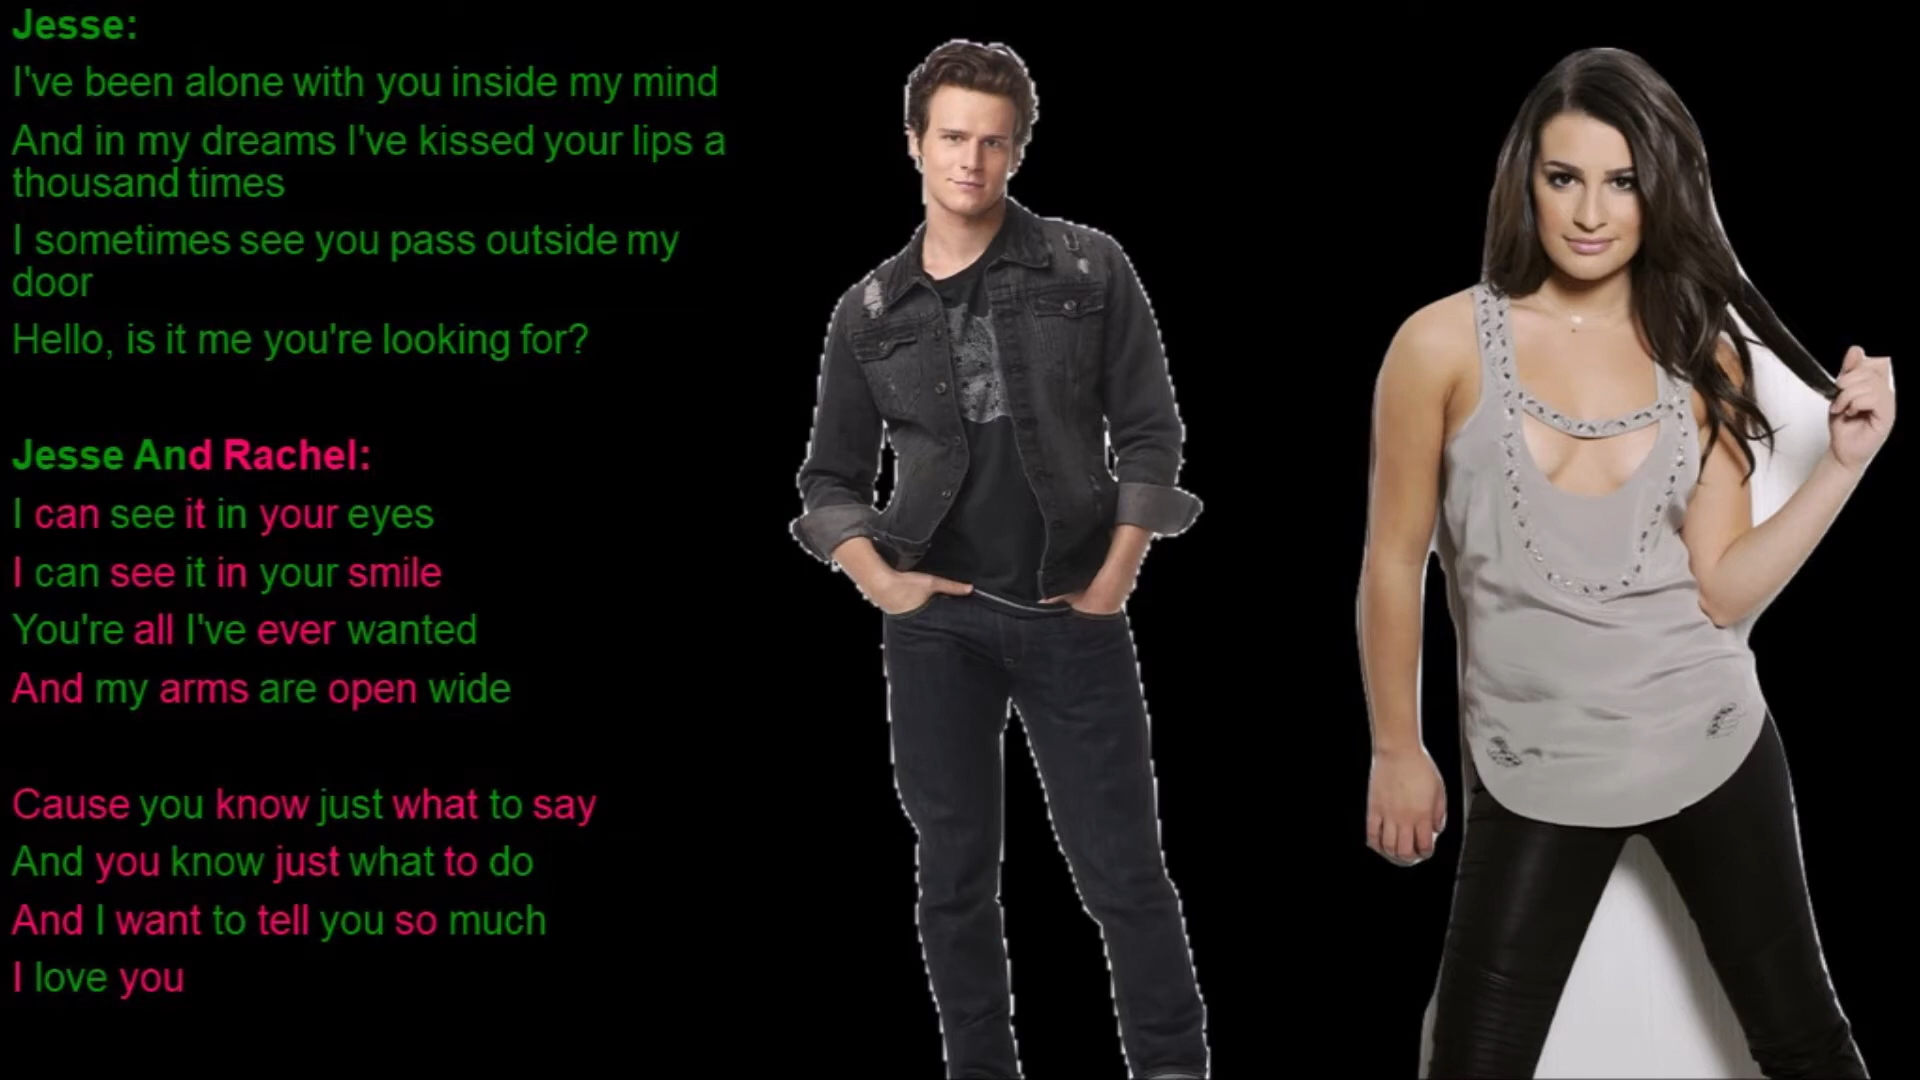 Jesse:
I've been alone with you inside my mind
And in my dreams I've kissed your lips a
thousand times
I sometimes see you pass outside my
door
Hello, is it me you're looking for?
Jesse And Rachel:
I can see it in your eyes
I can see it in your smile
You're all I've ever wanted
And my arms are open wide
Cause you know just what to say
And you know just what to do
And I want to tell you so much
I love you